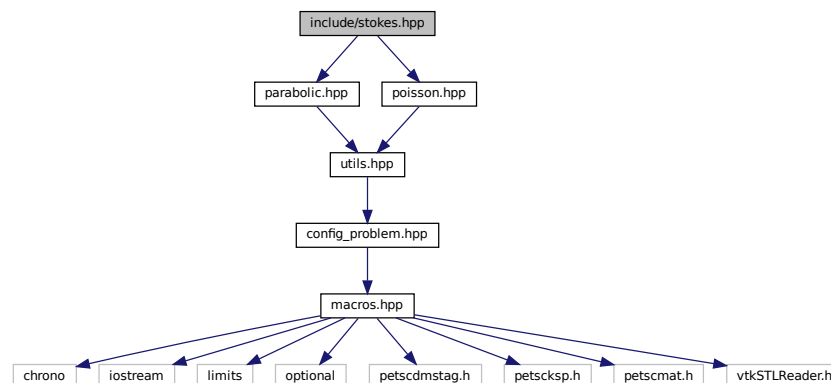 include/stokes.hpp
parabolic.hpp
poisson.hpp
utils.hpp
config_problem.hpp
macros.hpp
chrono
iostream
limits
optional
petscdmstag.h
petscksp.h
petscmat.h
vtkSTLReader.h